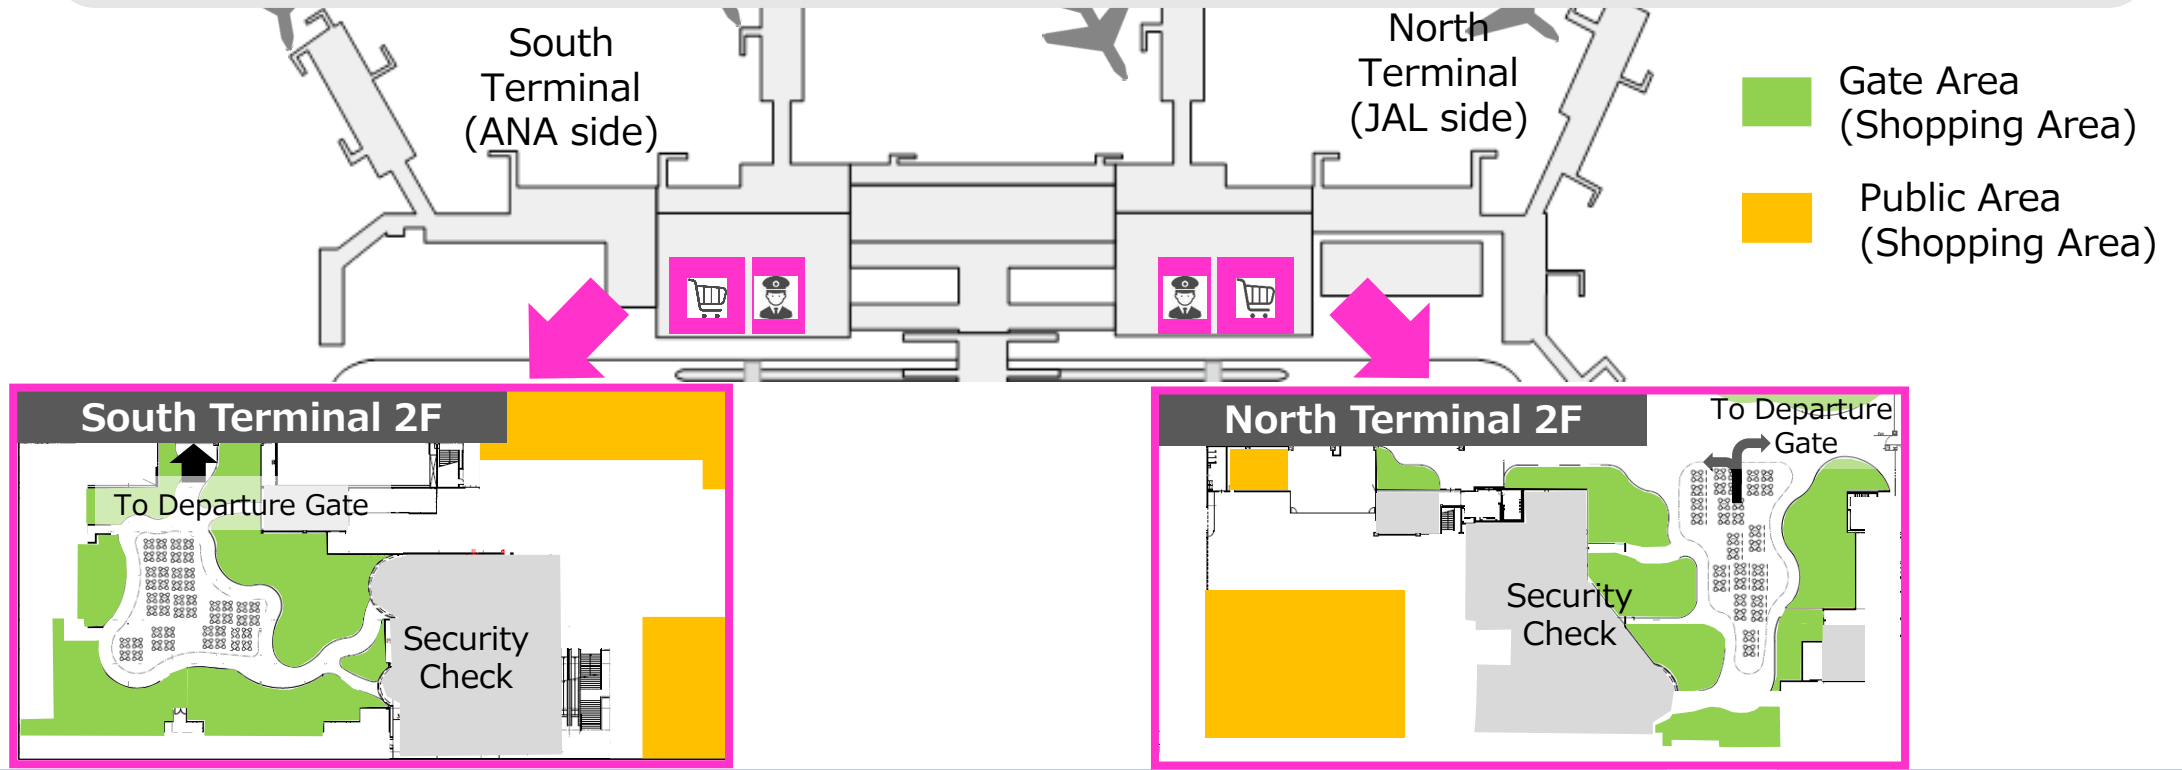 South
Terminal
(ANA side)
North
Terminal
(JAL side)
Gate Area
(Shopping Area)
Public Area
(Shopping Area)
South Terminal 2F
To Departure Gate
Security
Check
North Terminal 2F
To Departure
Gate
Security
Check